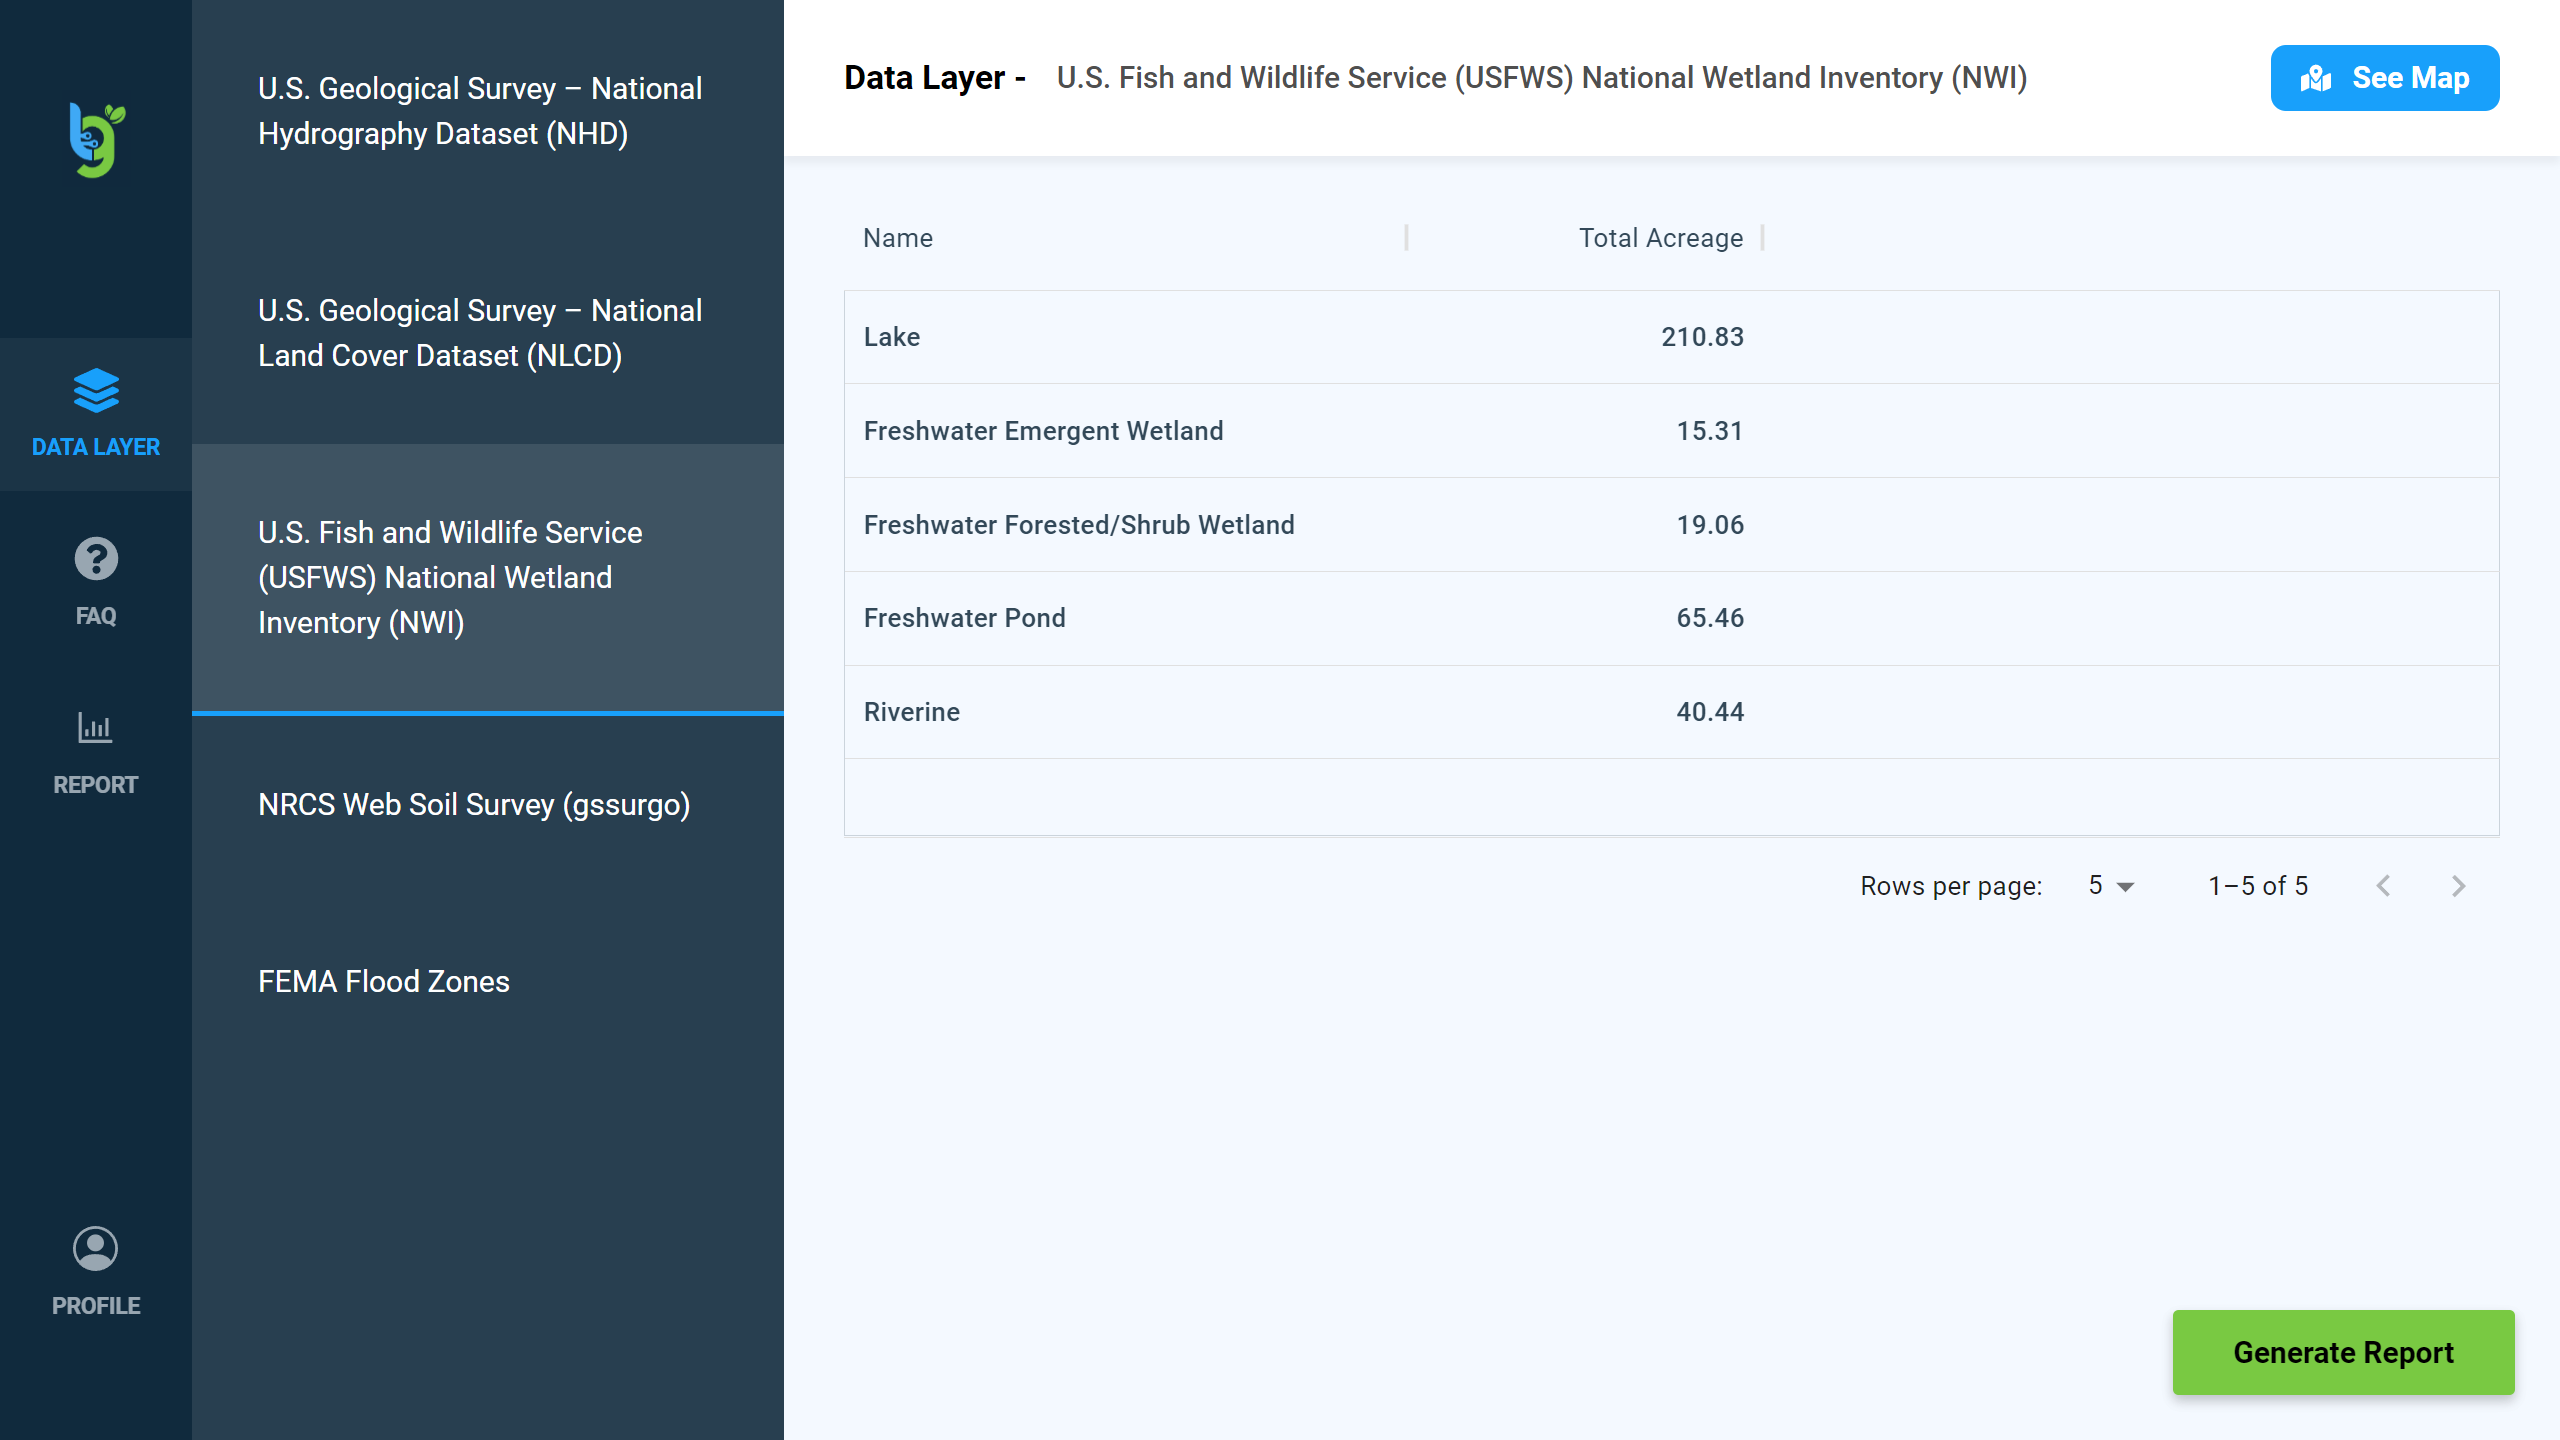 DATA LAYER
FAQ
REPORT
PROFILE
U.S. Geological Survey – National
Hydrography Dataset (NHD)
U.S. Geological Survey – National
Land Cover Dataset (NLCD)
U.S. Fish and Wildlife Service
(USFWS) National Wetland
Inventory (NWI)
NRCS Web Soil Survey (gssurgo)
FEMA Flood Zones
Data Layer - U.S. Fish and Wildlife Service (USFWS) National Wetland Inventory (NWI)
See Map
Name Total Acreage
Lake 210.83
Freshwater Emergent Wetland 15.31
Freshwater Forested/Shrub Wetland 19.06
Freshwater Pond 65.46
Riverine 40.44
Rows per page: 5 1–5 of 5
Generate Report